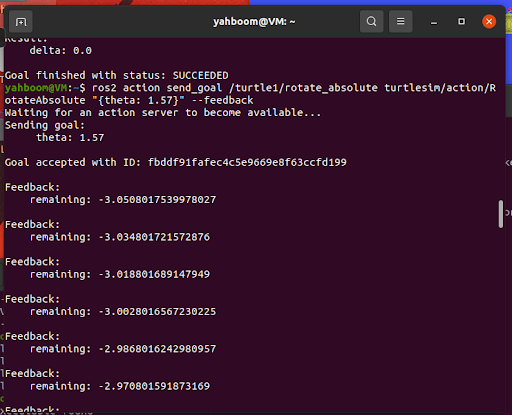 yahboom@VM: ~
Result:
delta: 0.0
Goal finished with status: SUCCEEDED
yahboom@VM:~$ ros2 action send_goal /turtle1/rotate_absolute turtlesim/action/R
otateAbsolute "{theta: 1.57}" --feedback
Waiting for an action server to become available...
Sending goal:
theta: 1.57
Goal accepted with ID: fbddf91fafec4c5e9669e8f63ccfd199
Feedback:
remaining: -3.0508017539978027
Feedback:
remaining: -3.034801721572876
Feedback:
remaining: -3.018801689147949
Feedback:
remaining: -3.0028016567230225
Feedback:
remaining: -2.9868016242980957
Feedback:
remaining: -2.970801591873169
Feedback: